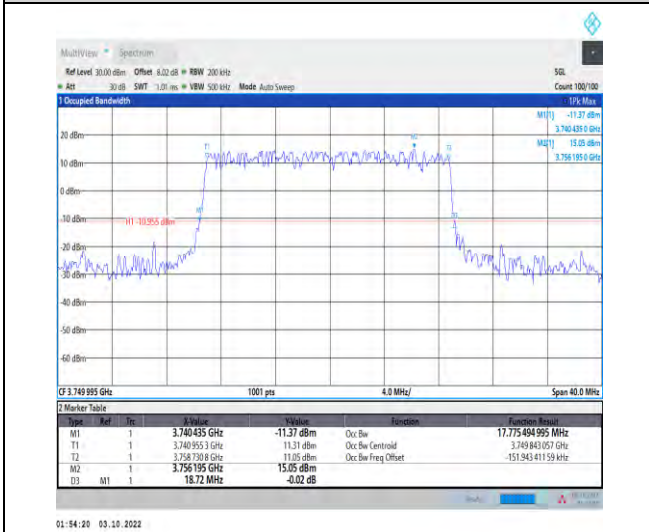 MultiView Spectrum
Ref Level 30.00 dBm Offset 8.02 dB RBW 200 kHz SGL
Att 30 dB SWT 1.01 ms VBW 500 kHz Mode Auto Sweep Count 100/100
1 Occupied Bandwidth 1Pk Max
M1[1] -11.37 dBm
3.740 435 0 GHz
M2[1] 15.05 dBm
3.756 195 0 GHz
20 dBm
10 dBm
0 dBm
-10 dBm
H1 -10.955 dBm
-20 dBm
-30 dBm
-40 dBm
-50 dBm
-60 dBm
T1
T2
M1
M2
CF 3.749 995 GHz 1001 pts 4.0 MHz/ Span 40.0 MHz
2 Marker Table
Type Ref Trc X-Value Y-Value Function Function Result
M1 1 3.740 435 GHz -11.37 dBm Occ Bw 17.775 494 995 MHz
T1 1 3.740 955 3 GHz 11.31 dBm Occ Bw Centroid 3.749 843 057 GHz
T2 1 3.758 730 8 GHz 11.05 dBm Occ Bw Freq Offset -151.943 411 59 kHz
M2 1 3.756 195 GHz 15.05 dBm
D3 M1 1 18.72 MHz -0.02 dB
01:54:20 03.10.2022